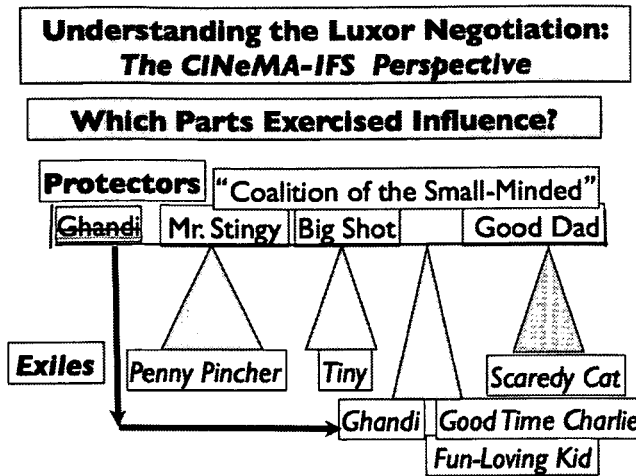 Understanding the Luxor Negotiation:
The CINeMA-IFS Perspective
Which Parts Exercised Influence?
Protectors
"Coalition of the Small-Minded"
Ghandi Mr. Stingy Big Shot Good Dad
Exiles Penny Pincher Tiny Scaredy Cat
Ghandi Good Time Charlie
Fun-Loving Kid